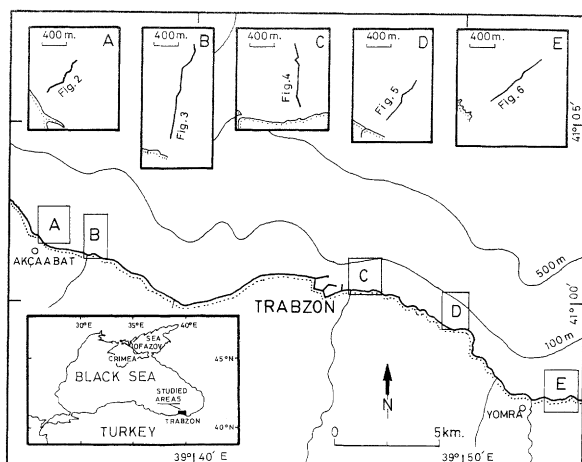 400 m. A
Fig. 2
400 m. B
Fig. 3
400 m. C
Fig. 4
400 m. D
Fig. 5
400 m. E
Fig. 6
41°05'
A
B
AKÇAABAT
TRABZON
C
D
E
500 m
100 m
41°00'
YOMRA
N
0 5 km.
39°40' E
39°50' E
30°E 35°E 40°E
45°N
40°N
SEA
OF AZOV
CRIMEA
BLACK SEA
STUDIED
AREAS
TRABZON
TURKEY